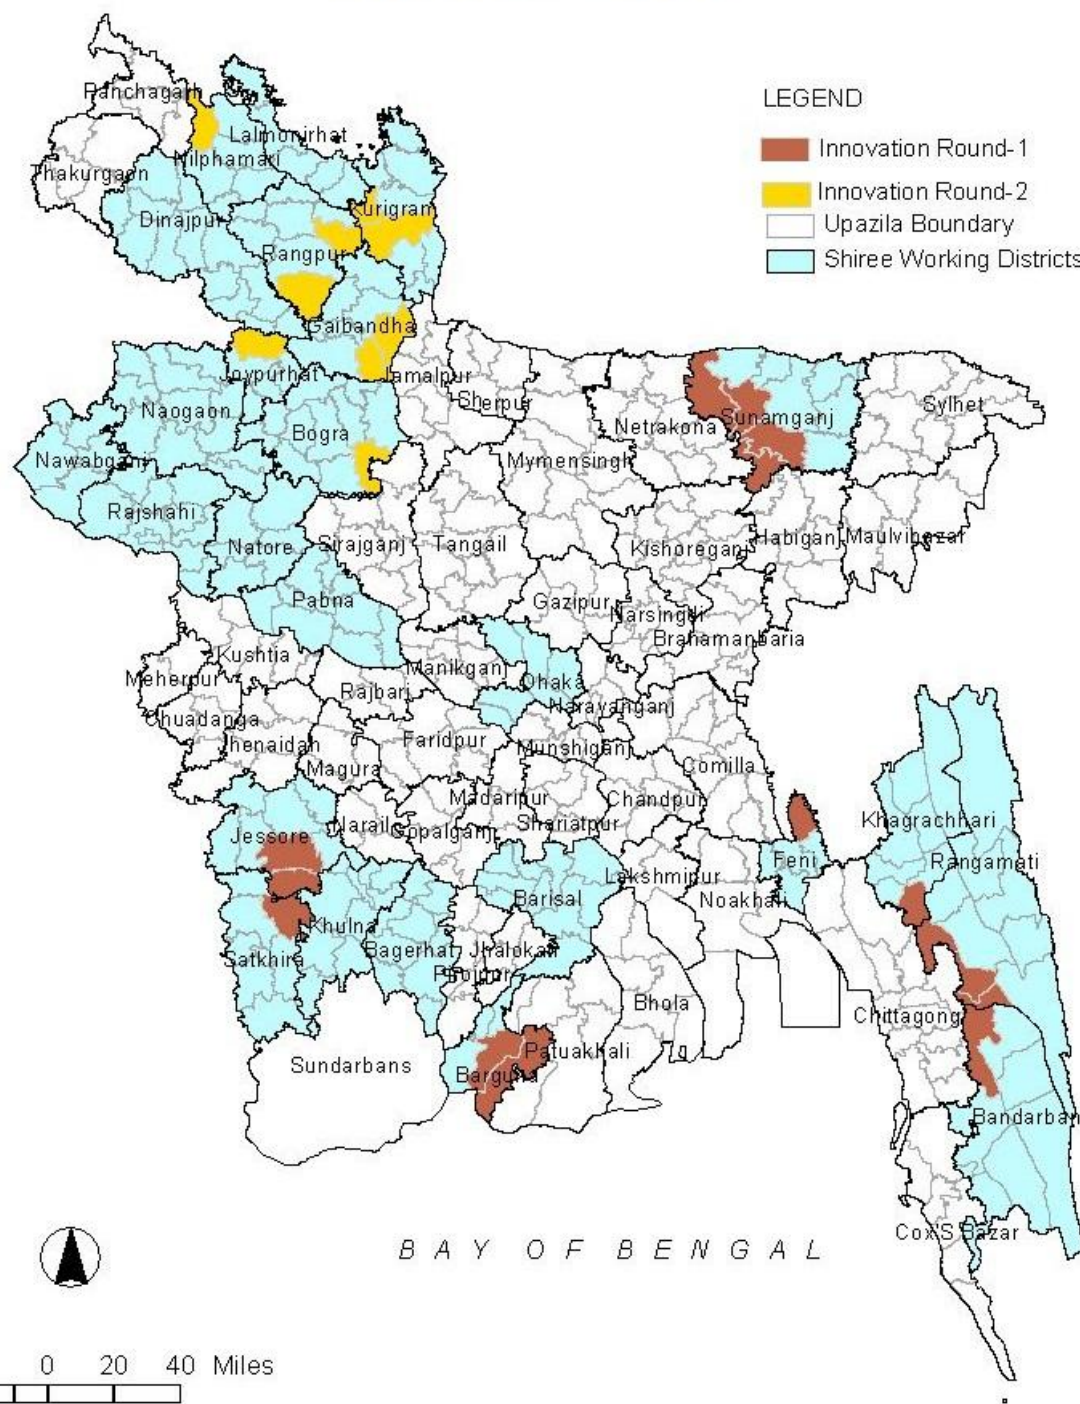 LEGEND
Innovation Round-1
Innovation Round-2
Upazila Boundary
Shiree Working Districts
Panchagarh
Lalmonirhat
Nilphamari
Thakurgaon
Dinajpur
Kurigram
Rangpur
Gaibandha
Joypurhat
Jamalpur
Sherpur
Naogaon
Bogra
Netrakona
Sunamganj
Sylhet
Nawabganj
Mymensingh
Rajshahi
Natore
Sirajganj
Tangail
Kishoreganj
Habiganj
Maulvibazar
Pabna
Gazipur
Narsingdi
Brahamanbaria
Kushtia
Manikganj
Meherpur
Rajbari
Dhaka
Narayanganj
Chuadanga
Jhenaidah
Faridpur
Munshiganj
Magura
Comilla
Madaripur
Chandpur
Narail
Gopalganj
Shariatpur
Khagrachhari
Jessore
Feni
Rangamati
Lakshmipur
Barisal
Noakhali
Khulna
Satkhira
Bagerhat
Jhalokati
Pirojpur
Bhola
Chittagong
Sundarbans
Patuakhali
Barguna
Bandarban
Cox'S Bazar
BAY OF BENGAL
0 20 40 Miles